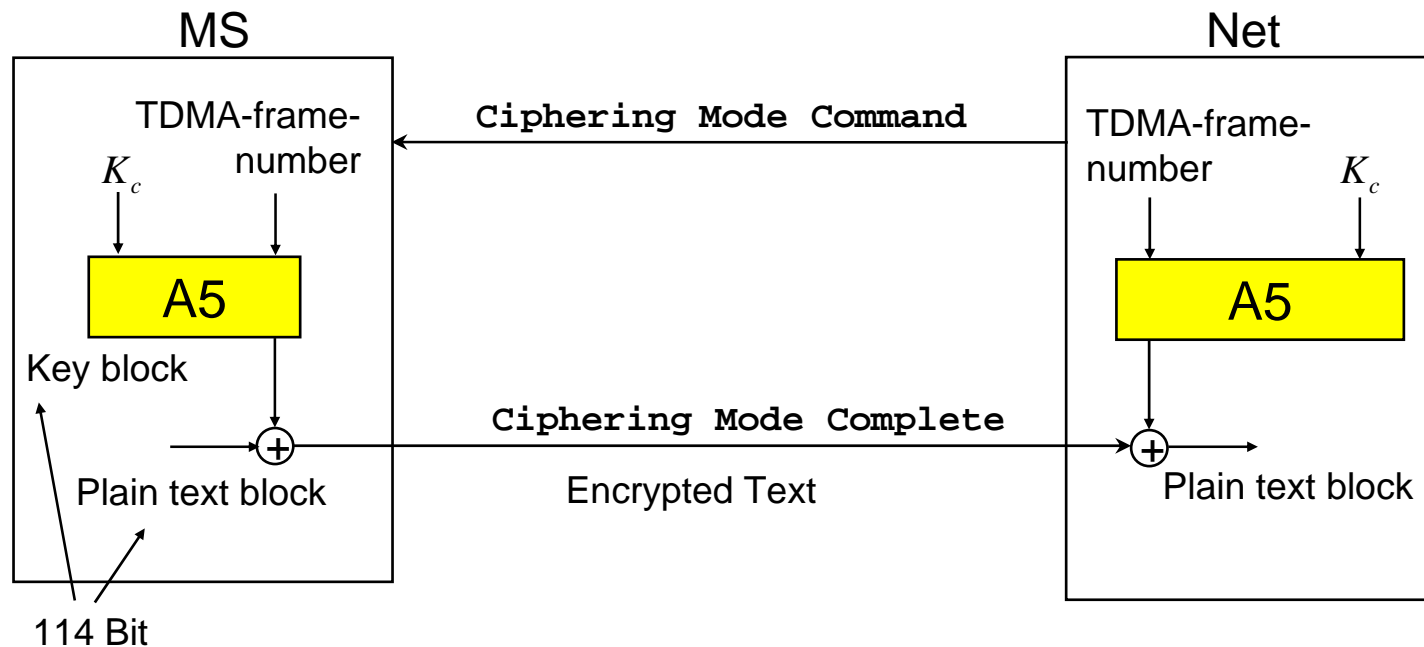 MS
Net
TDMA-frame-
number
K_c
A5
Key block
Plain text block
114 Bit
Ciphering Mode Command
Ciphering Mode Complete
Encrypted Text
TDMA-frame-
number
K_c
A5
Plain text block
+
+